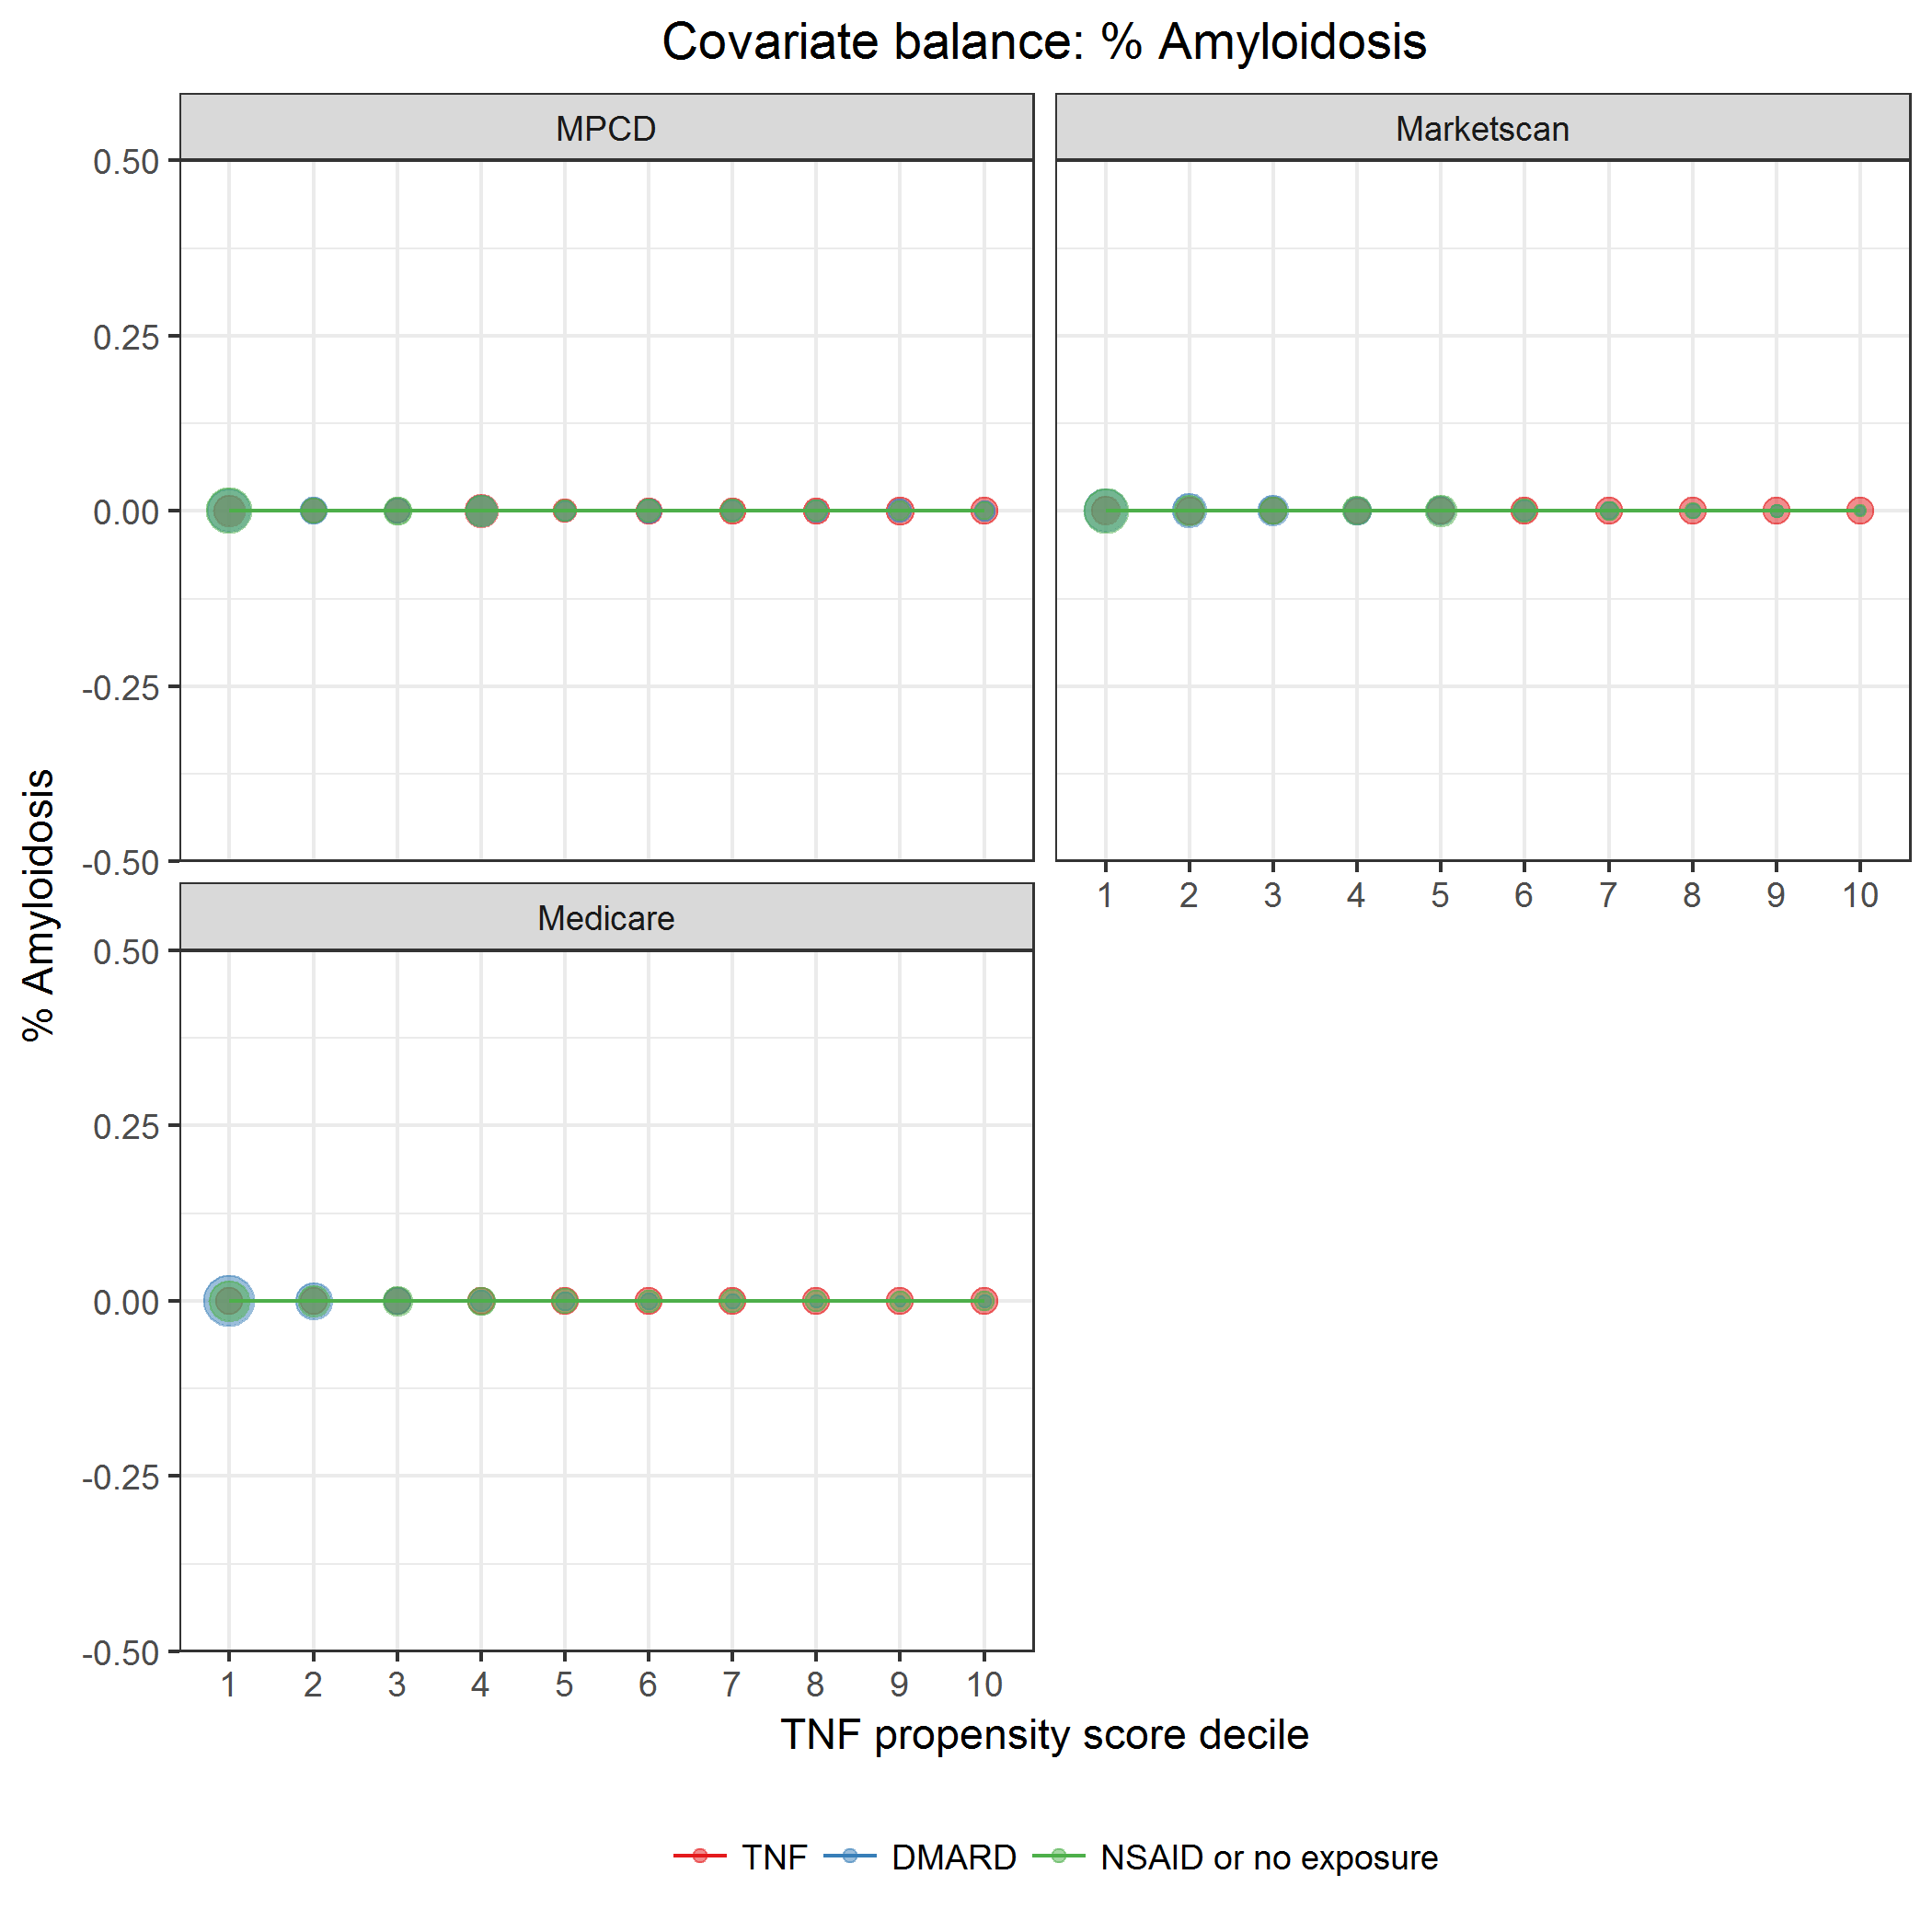 Covariate balance: % Amyloidosis
MPCD
Marketscan
0.50
0.25
0.00
-0.25
-0.50
1 2 3 4 5 6 7 8 9 10
Medicare
0.50
0.25
0.00
-0.25
-0.50
1 2 3 4 5 6 7 8 9 10
% Amyloidosis
TNF propensity score decile
TNF DMARD NSAID or no exposure